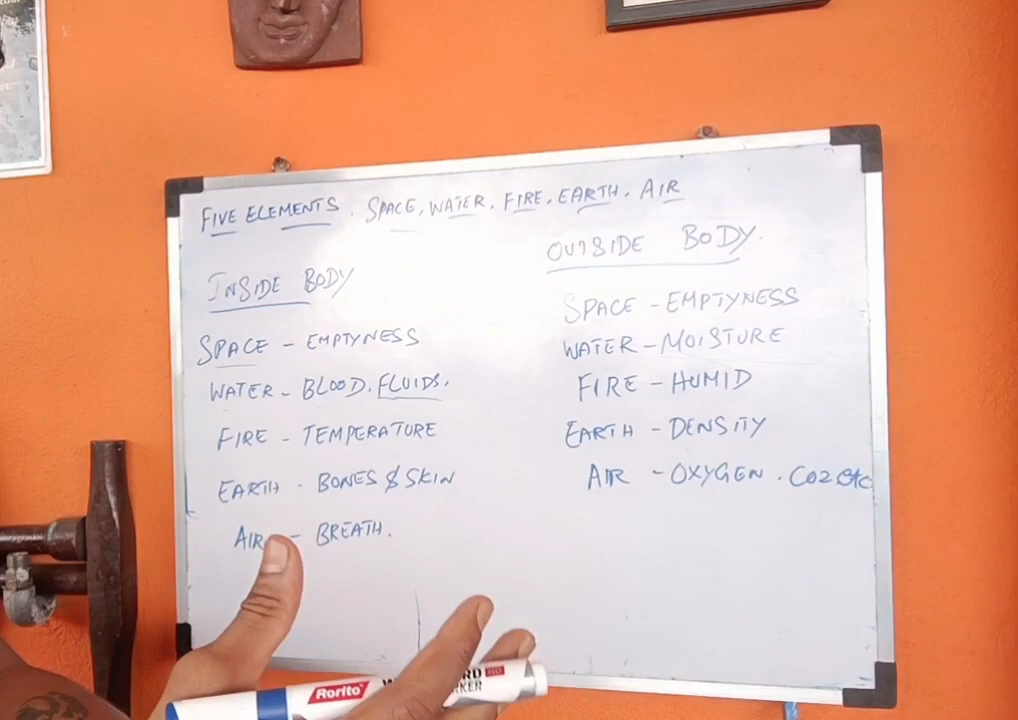 FIVE ELEMENTS. SPACE, WATER. FIRE. EARTH. AIR
INSIDE BODY
SPACE - EMPTYNESS
WATER - BLOOD. FLUIDS.
FIRE - TEMPERATURE
EARTH - BONES & SKIN
AIR - BREATH.
OUTSIDE BODY.
SPACE - EMPTYNESS
WATER - MOISTURE
FIRE - HUMID
EARTH - DENSITY
AIR - OXYGEN. CO2 etc
Rorito